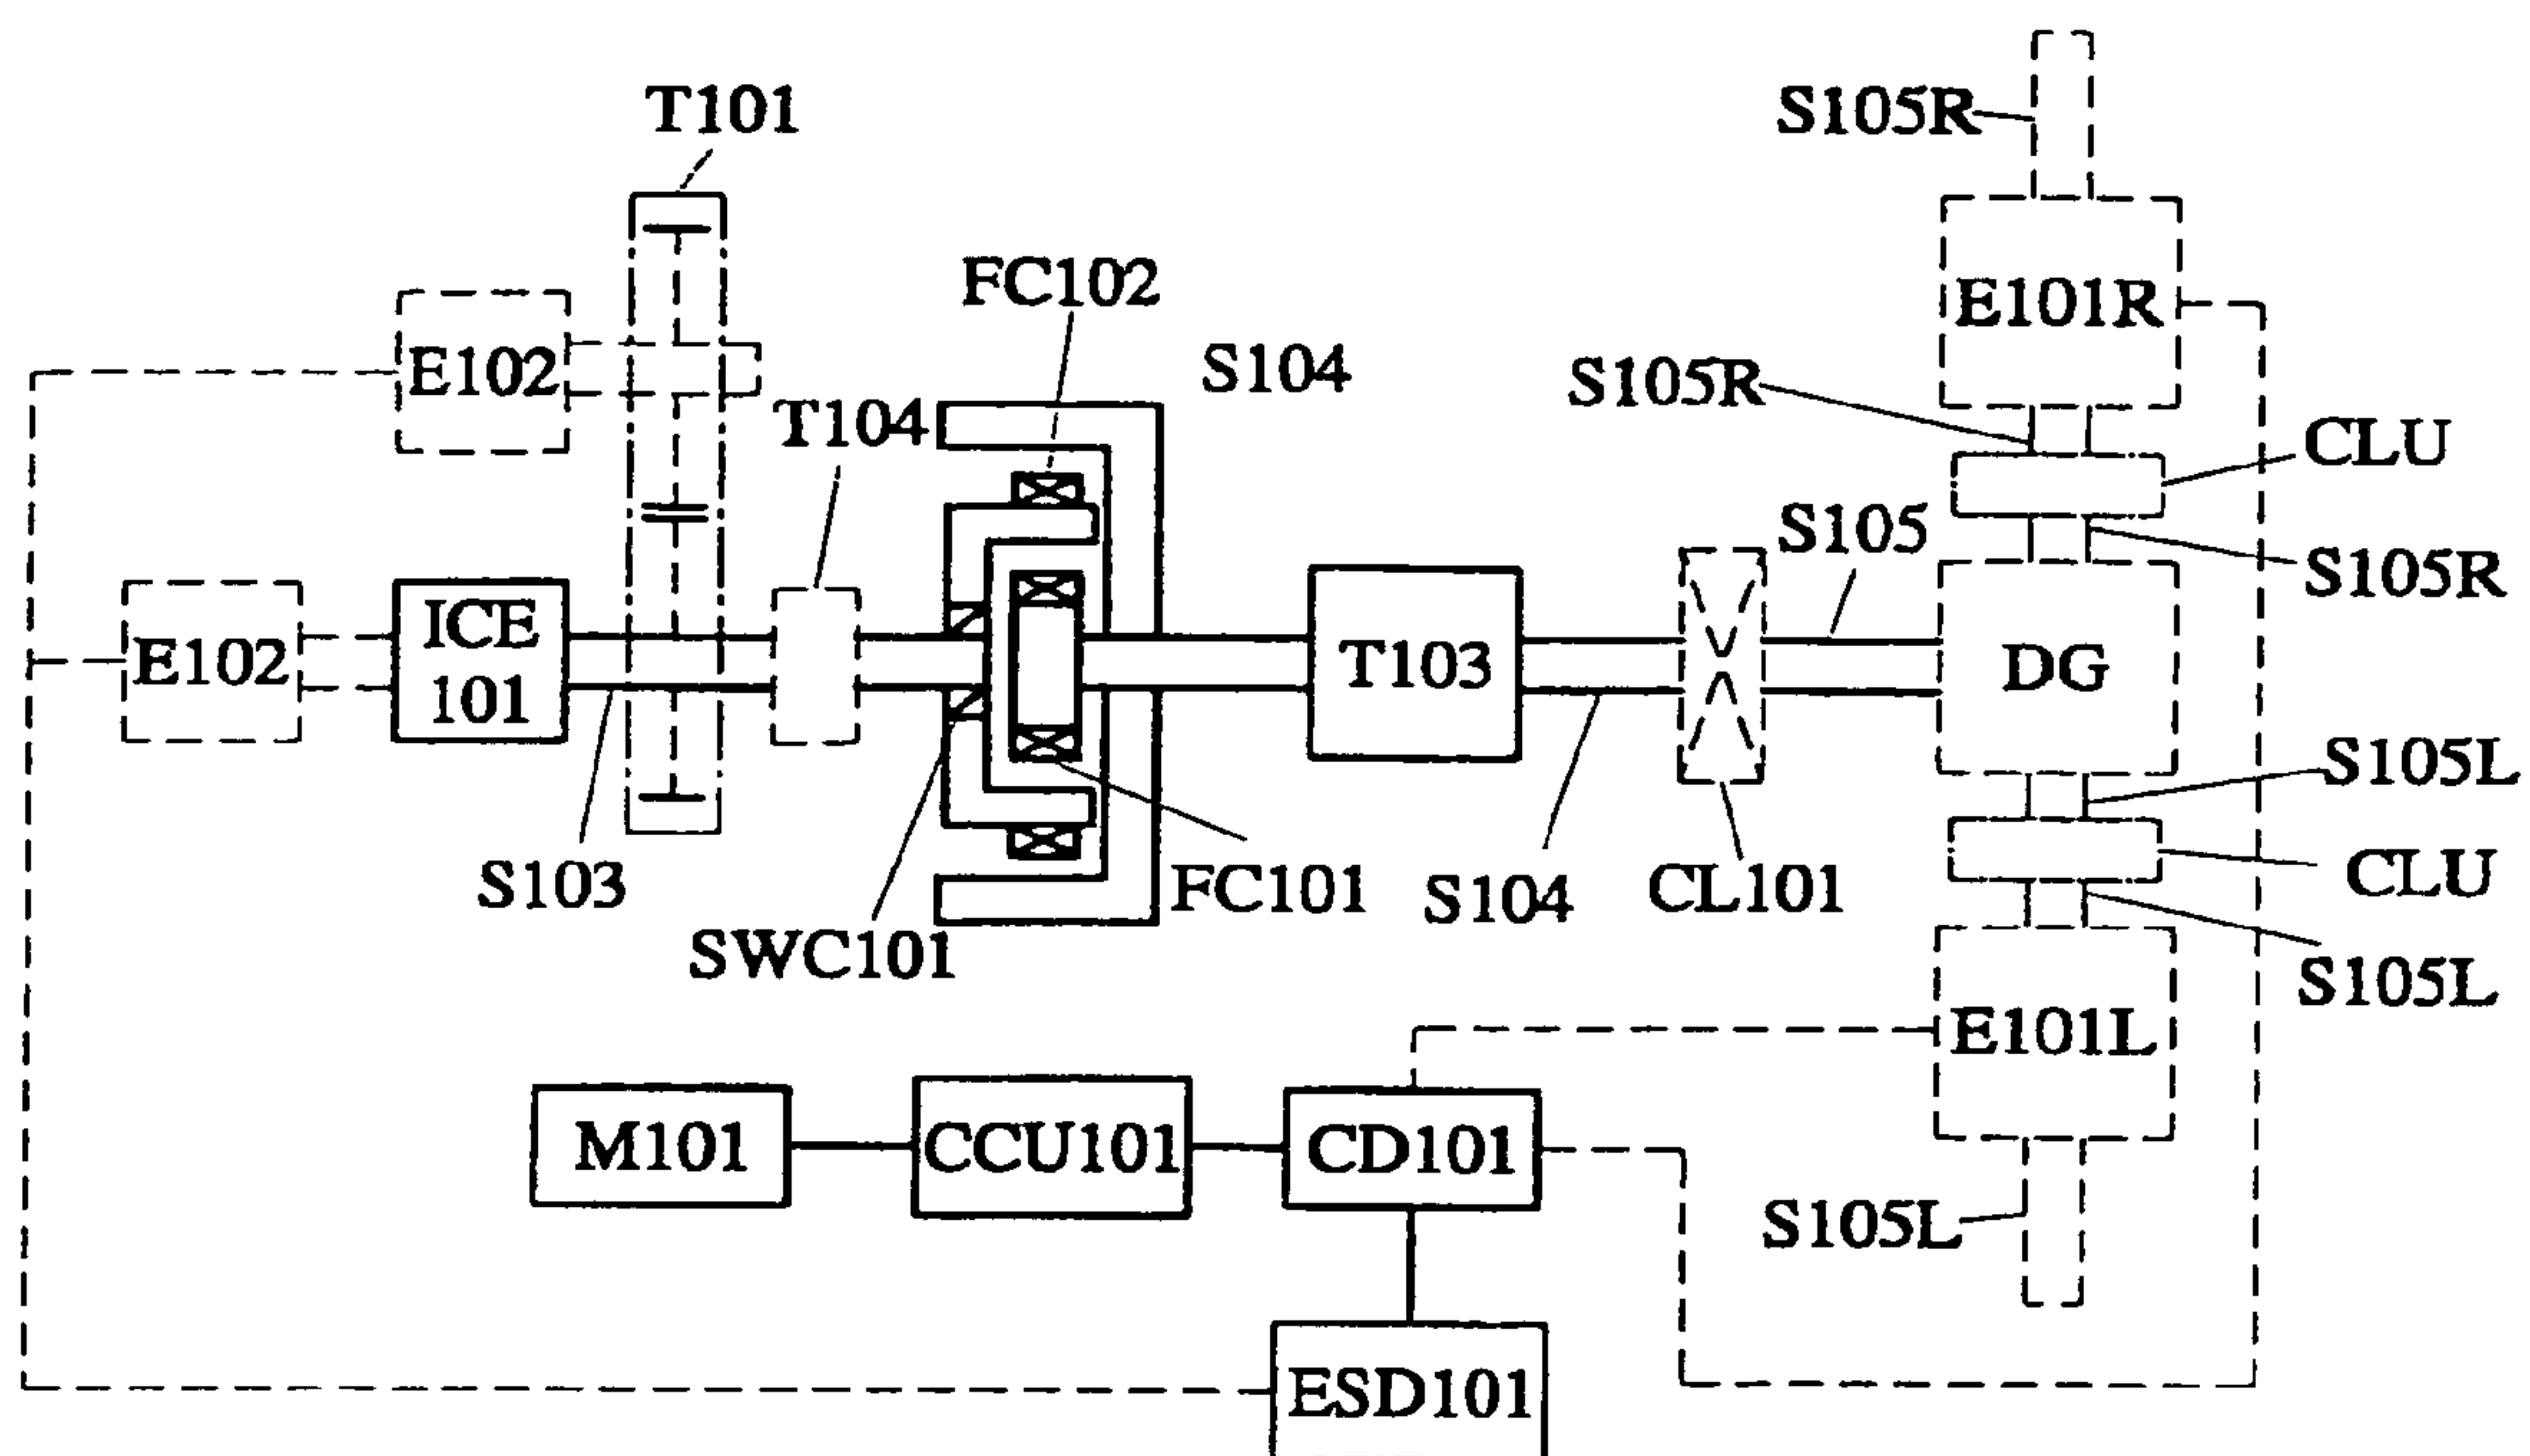 T101
S105R
FC102
E101R
E102
S104
T104
S105R
CLU
S105
S105R
ICE
101
E102
T103
DG
S105L
S103
FC101
S104
CL101
CLU
SWC101
S105L
E101L
M101
CCU101
CD101
S105L
ESD101